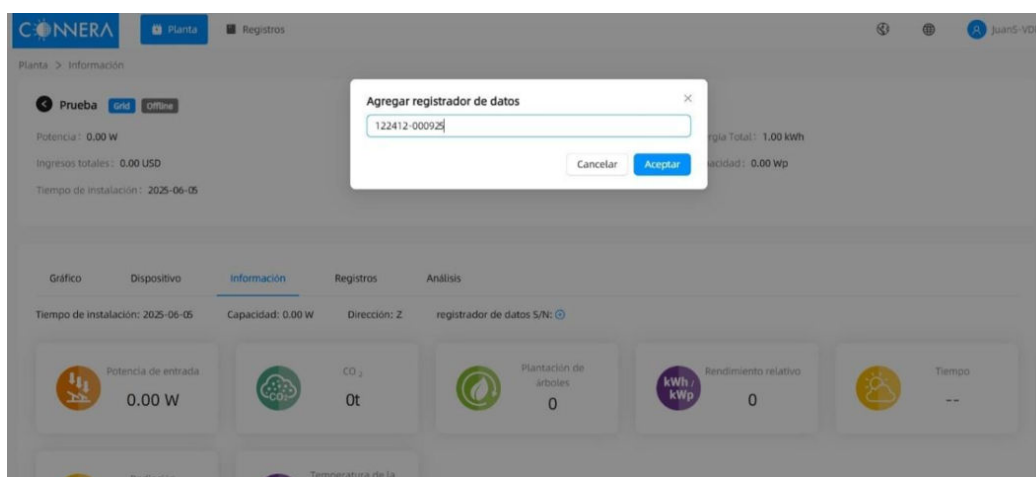 CONNERA
Planta
Registros
JuanS-VD
Planta > Información
Prueba Grid Offline
Agregar registrador de datos
122412-000925
Cancelar Aceptar
Potencia: 0.00 W
Total: 1.00 kWh
Ingresos totales: 0.00 USD
0.00 Wp
Tiempo de instalación: 2025-06-05
Gráfico Dispositivo Información Registros Análisis
Tiempo de instalación: 2025-06-05 Capacidad: 0.00 W Dirección: Z registrador de datos S/N:
Potencia de entrada
0.00 W
CO 2
0t
Plantación de
árboles
0
kWh /
kWp
Rendimiento relativo
0
Tiempo
--
CO2
Temperatura de la